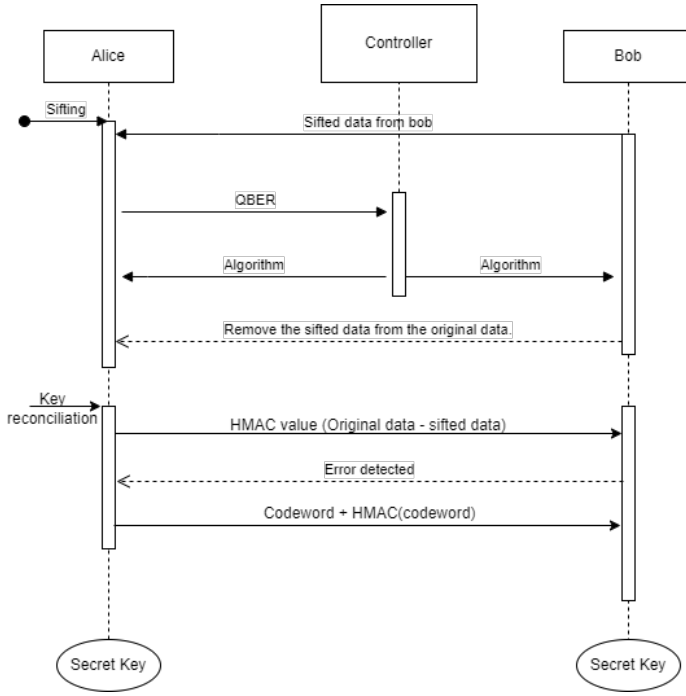 Controller
Alice
Bob
Sifting
Sifted data from bob
QBER
Algorithm
Algorithm
Remove the sifted data from the original data.
Key
reconciliation
HMAC value (Original data - sifted data)
Error detected
Codeword + HMAC(codeword)
Secret Key
Secret Key